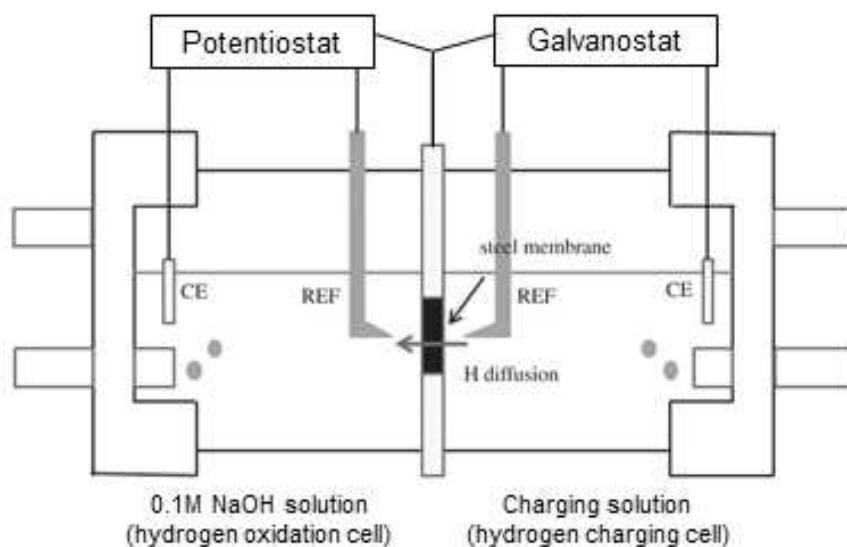 Potentiostat
Galvanostat
steel membrane
CE
REF
REF
CE
H diffusion
0.1M NaOH solution
(hydrogen oxidation cell)
Charging solution
(hydrogen charging cell)